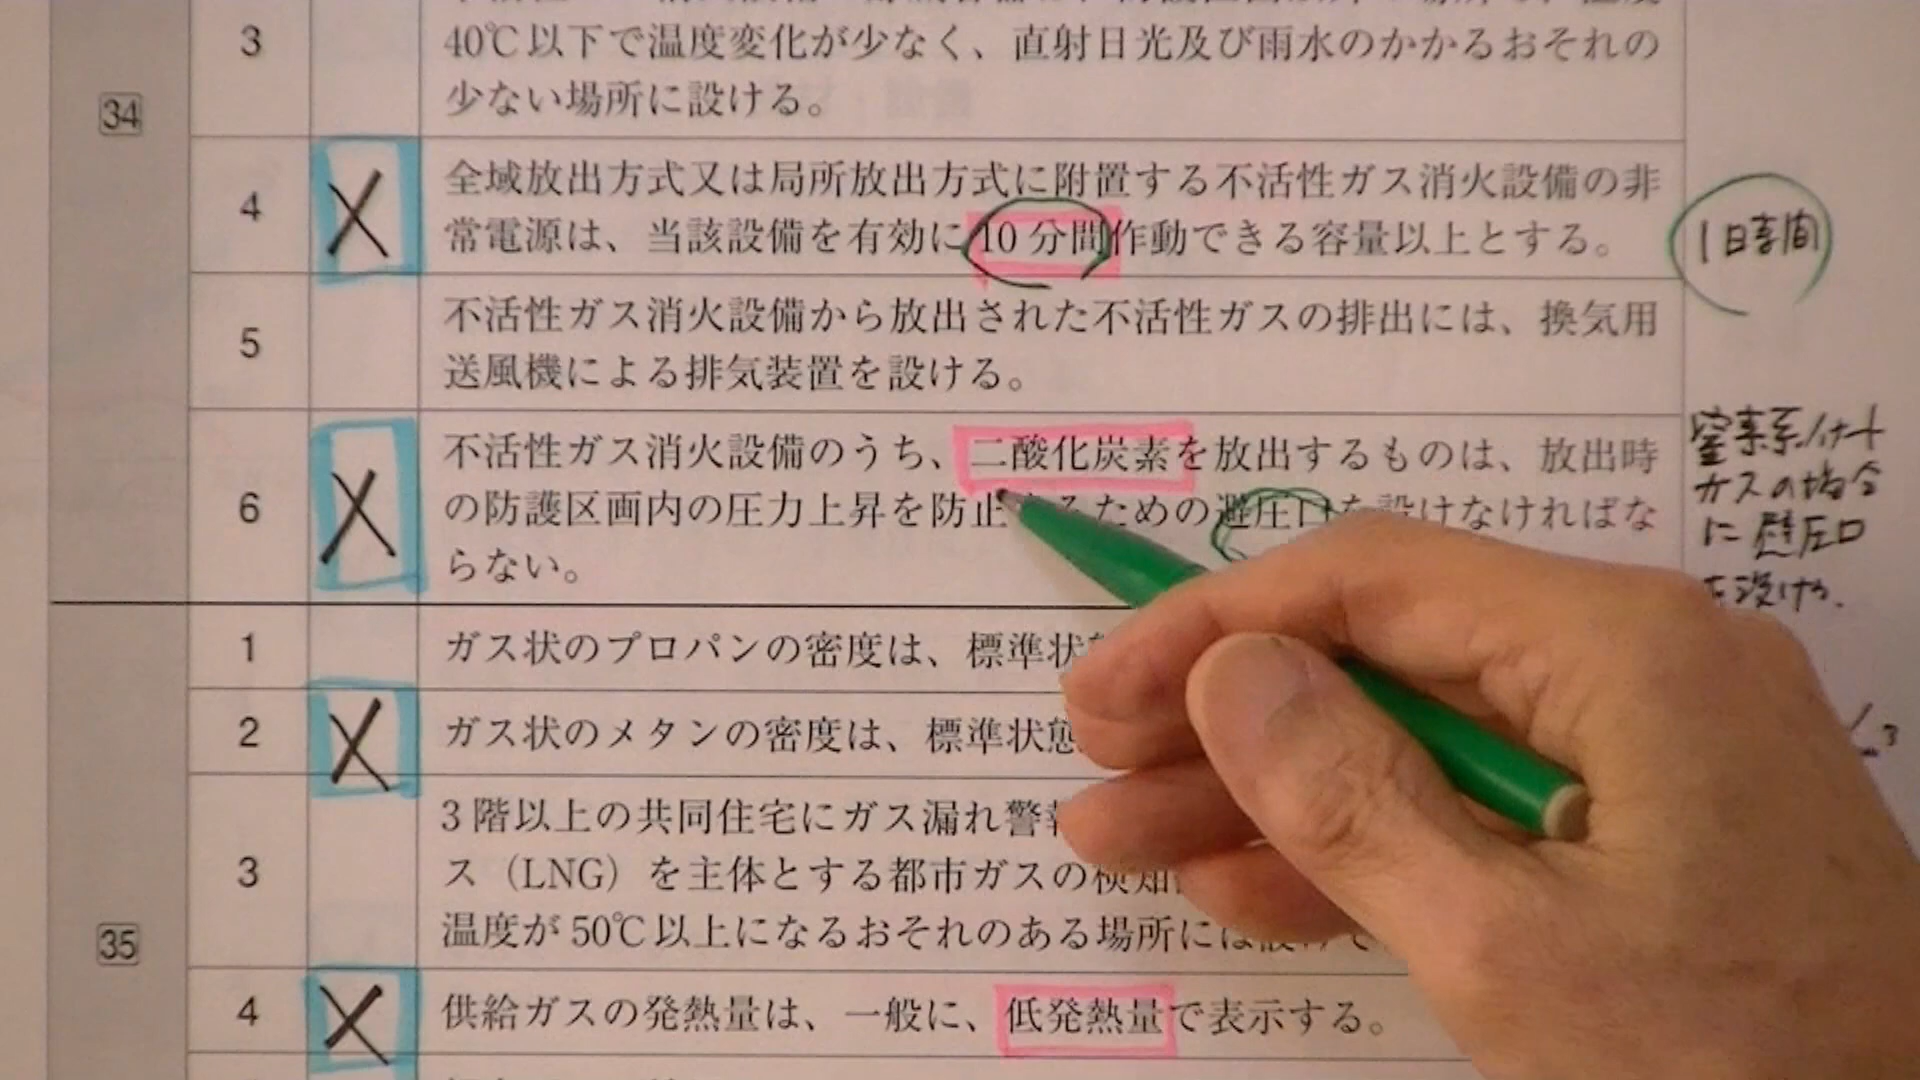 3
40℃以下で温度変化が少なく、直射日光及び雨水のかかるおそれの
少ない場所に設ける。
34
4
全域放出方式又は局所放出方式に附置する不活性ガス消火設備の非
常電源は、当該設備を有効に10分間作動できる容量以上とする。
1時間
5
不活性ガス消火設備から放出された不活性ガスの排出には、換気用
送風機による排気装置を設ける。
6
不活性ガス消火設備のうち、二酸化炭素を放出するものは、放出時
の防護区画内の圧力上昇を防止するための避圧口を設けなければな
らない。
窒素系イナート
ガスの場合
に避圧口
を設ける.
35
1
ガス状のプロパンの密度は、標準状
2
ガス状のメタンの密度は、標準状態
3
3階以上の共同住宅にガス漏れ警
ス（LNG）を主体とする都市ガスの検知
温度が50℃以上になるおそれのある場所には設けて
4
供給ガスの発熱量は、一般に、低発熱量で表示する。